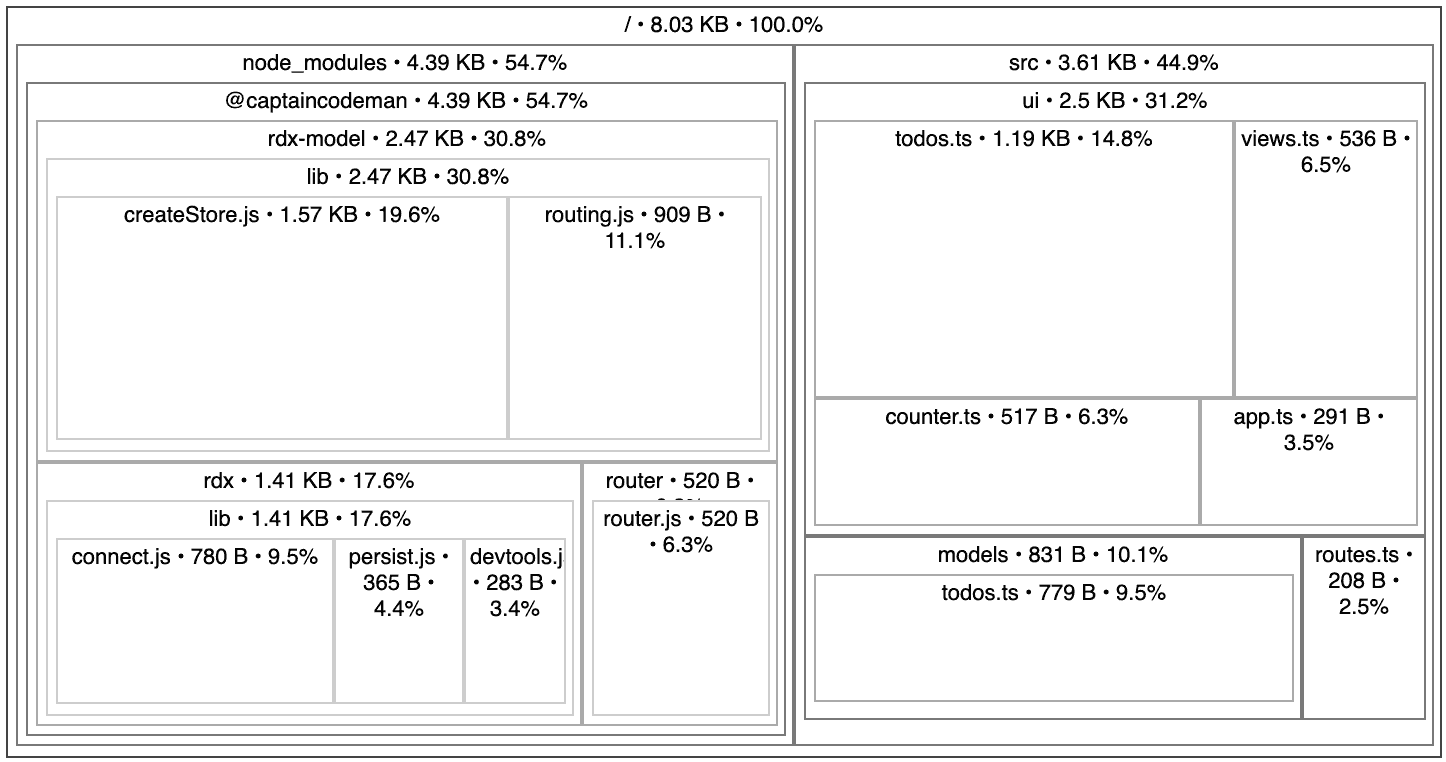 / • 8.03 KB • 100.0%
node_modules • 4.39 KB • 54.7%
@captaincodeman • 4.39 KB • 54.7%
rdx-model • 2.47 KB • 30.8%
lib • 2.47 KB • 30.8%
createStore.js • 1.57 KB • 19.6%
routing.js • 909 B •
11.1%
rdx • 1.41 KB • 17.6%
lib • 1.41 KB • 17.6%
connect.js • 780 B • 9.5%
persist.js •
365 B •
4.4%
devtools.j
• 283 B •
3.4%
router • 520 B •
router.js • 520 B
• 6.3%
src • 3.61 KB • 44.9%
ui • 2.5 KB • 31.2%
todos.ts • 1.19 KB • 14.8%
views.ts • 536 B •
6.5%
counter.ts • 517 B • 6.3%
app.ts • 291 B •
3.5%
models • 831 B • 10.1%
todos.ts • 779 B • 9.5%
routes.ts •
208 B •
2.5%